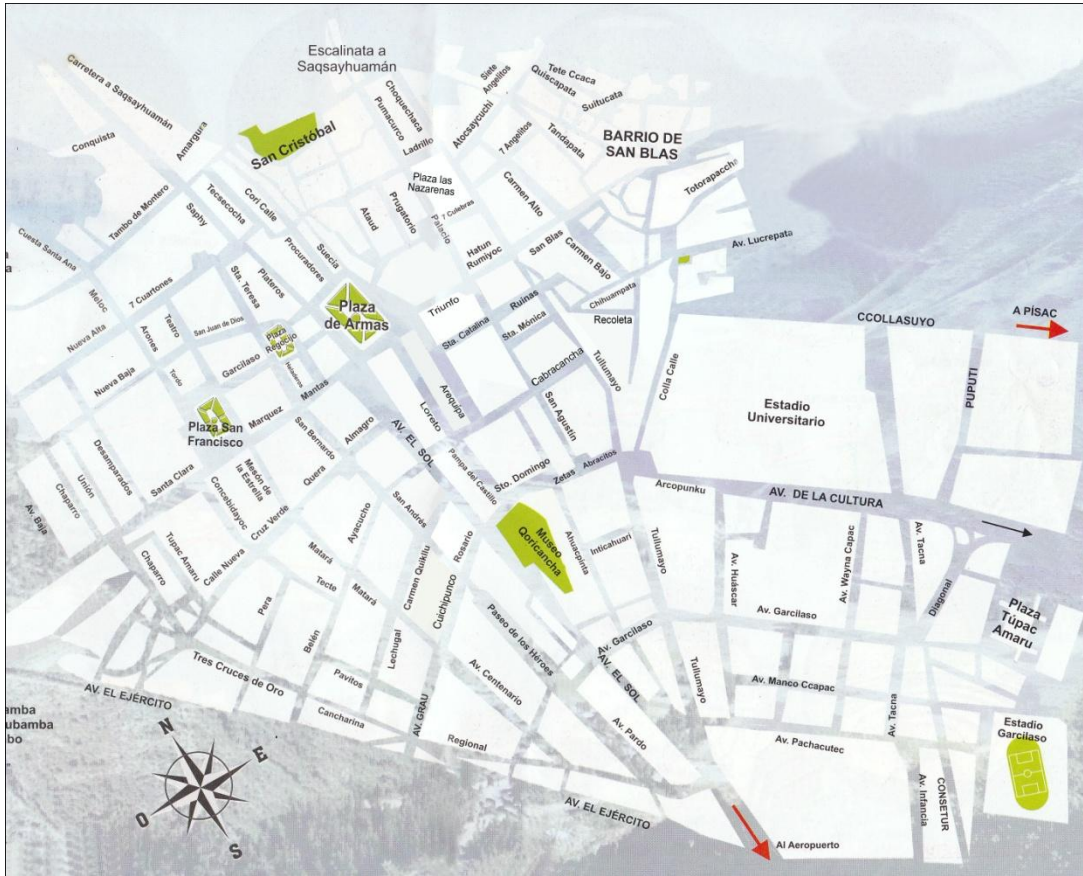 Escalinata a
Saqsayhuamán
Carretera a Saqsayhuamán
Conquista
Amargura
San Cristóbal
Choquechaca
Pumacurco
Ladrillo
Siete
Angelitos
Atocsaycuchi
Tete Ccaca
Quiscapata
Suitucata
Tandapata
7 Angelitos
BARRIO DE
SAN BLAS
Totorapaccha
Plaza las
Nazarenas
7 Culebras
Carmen Alto
Tambo de Montero
Tecsecocha
Cori Calle
Saphy
Procuradores
Suecia
Ataud
Prugatorio
Palacio
Hatun
Rumiyoc
San Blas
Carmen Bajo
Av. Lucrepata
Cuesta Santa Ana
Meloc
7 Cuartones
Sta. Teresa
Plateros
Plaza
de Armas
Triunfo
Ruinas
Sta. Catalina
Sta. Mónica
Chihuampata
Recoleta
CCOLLASUYO
A PÍSAC
Nueva Alta
Arones
Teatro
San Juan de Dios
Plaza
Regocijo
Nueva Baja
Tordo
Garcilaso
Heladeros
Mantas
Cabracancha
Tullumayo
Colla Calle
Estadio
Universitario
PUPUTI
Plaza San
Francisco
Marquez
San Bernardo
Almagro
AV. EL SOL
Loreto
Arequipa
San Agustín
Desamparados
Unión
Chaparro
Av. Baja
Santa Clara
Mesón de
la Estrella
Concebidayoc
Quera
Cruz Verde
Pampa del Castillo
Sto. Domingo
Zetas
Abracitos
Arcopunku
AV. DE LA CULTURA
San Andrés
Ayacucho
Chaparro
Tupac Amaru
Calle Nueva
Matará
Tecte
Matará
Carmen Quikllu
Rosario
Cuichipunco
Museo
Qoricancha
Ahuacpinta
Inticahuari
Tullumayo
Av. Huáscar
Av. Wayna Capac
Av. Tacna
Diagonal
Plaza
Túpac
Amaru
Pera
Belén
Lechugal
Paseo de los Héroes
Av. Garcilaso
Av. Garcilaso
Tres Cruces de Oro
Pavitos
Cancharina
AV. EL EJÉRCITO
AV. GRAU
Av. Centenario
Regional
AV. EL SOL
Av. Pardo
Tullumayo
Av. Manco Ccapac
Av. Tacna
Av. Pachacutec
Estadio
Garcilaso
CONSETUR
Av. Infancia
AV. EL EJÉRCITO
Al Aeropuerto
amba
ubamba
bo
N
E
O
S